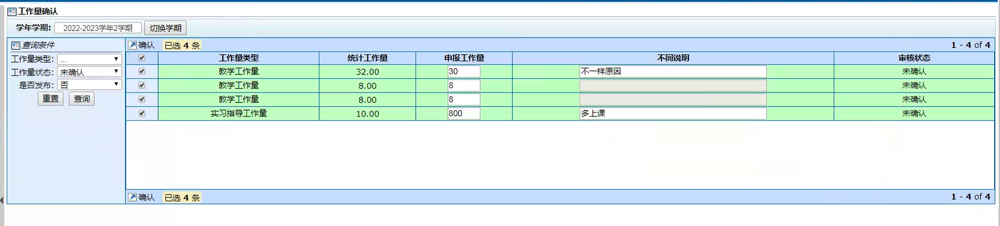 工作量确认
学年学期: 2022-2023学年2学期 切换学期
查询条件
工作量类型: ...
工作量状态: 未确认
是否发布: 否
重置 查询
确认 已选 4 条 1 - 4 of 4
工作量类型 统计工作量 申报工作量 不同说明 审核状态
教学工作量 32.00 30 不一样原因 未确认
教学工作量 8.00 8 未确认
教学工作量 8.00 8 未确认
实习指导工作量 10.00 800 多上课 未确认
确认 已选 4 条 1 - 4 of 4